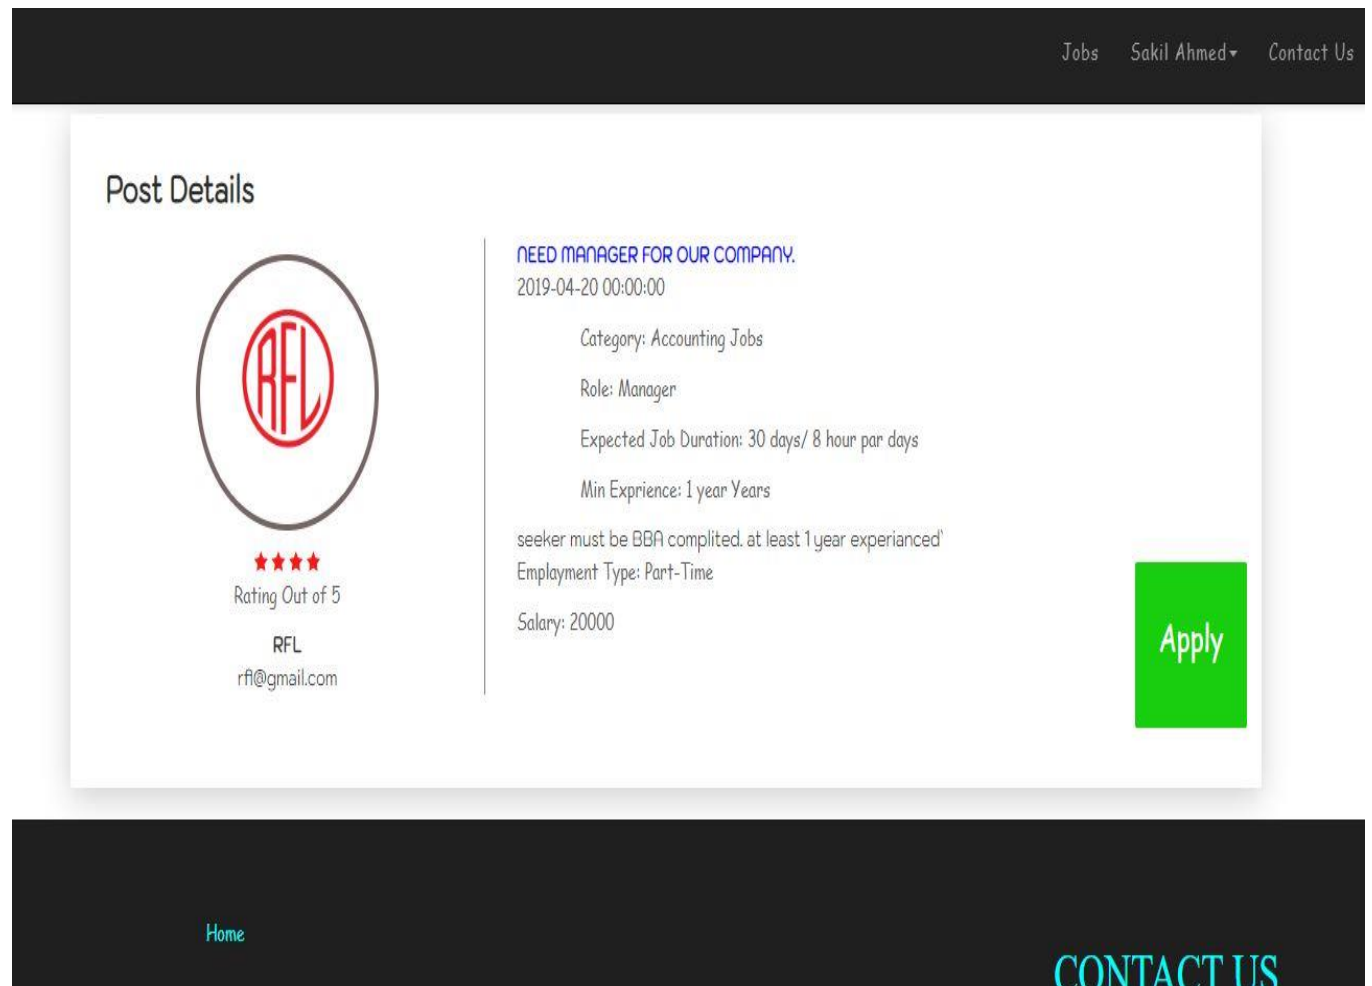 Jobs Sakil Ahmed Contact Us
Post Details
RFL
Rating Out of 5
RFL
rfl@gmail.com
NEED MANAGER FOR OUR COMPANY.
2019-04-20 00:00:00
Category: Accounting Jobs
Role: Manager
Expected Job Duration: 30 days/ 8 hour par days
Min Exprience: 1 year Years
seeker must be BBA complited. at least 1 year experianced`
Emplayment Type: Part-Time
Salary: 20000
Apply
Home
CONTACT US